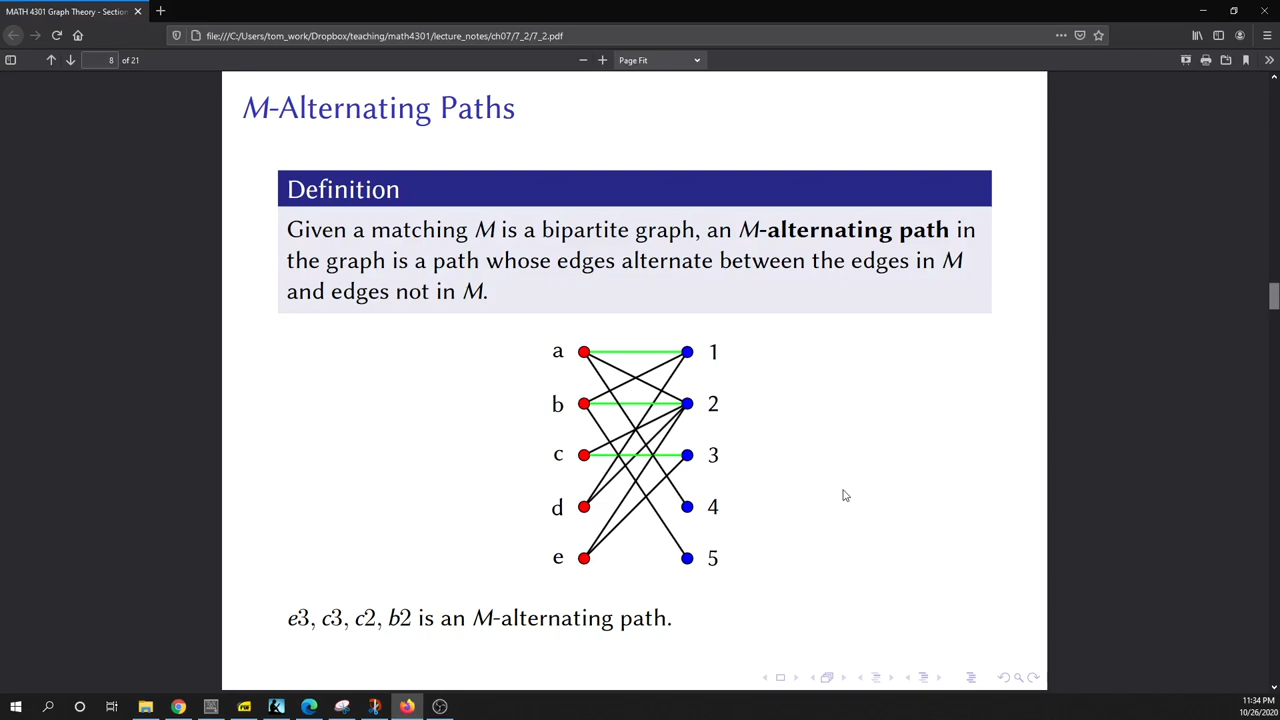 MATH 4301 Graph Theory - Section
file:///C:/Users/tom_work/Dropbox/teaching/math4301/lecture_notes/ch07/7_2/7_2.pdf
8 of 21
Page Fit
M-Alternating Paths
Definition
Given a matching M is a bipartite graph, an M-alternating path in
the graph is a path whose edges alternate between the edges in M
and edges not in M.
a 1
b 2
c 3
d 4
e 5
e3, c3, c2, b2 is an M-alternating path.
11:34 PM
10/26/2020